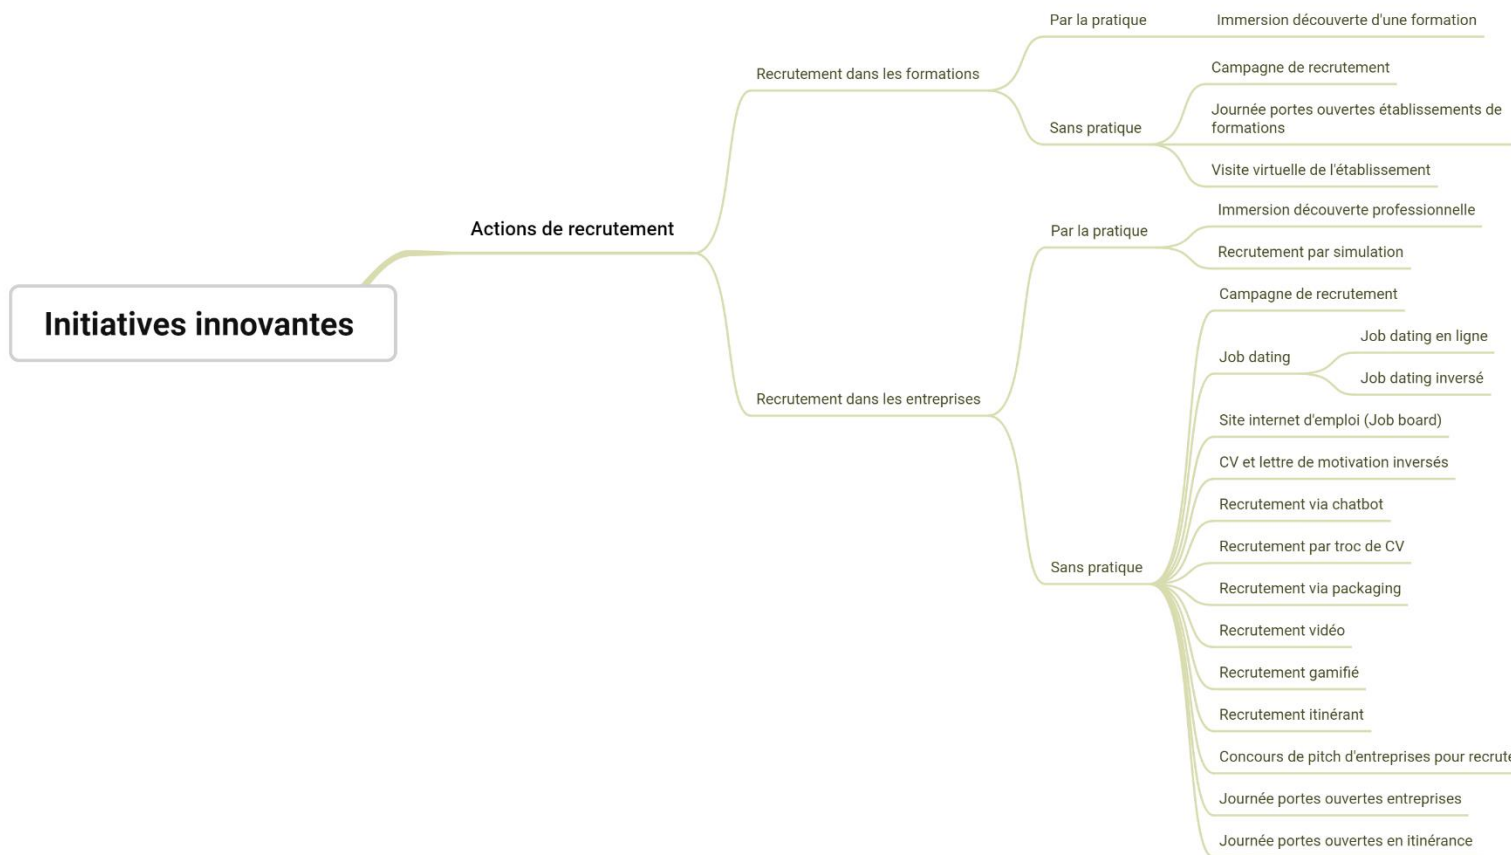 Initiatives innovantes
Actions de recrutement
Recrutement dans les formations
Par la pratique
Immersion découverte d'une formation
Sans pratique
Campagne de recrutement
Journée portes ouvertes établissements de
formations
Visite virtuelle de l'établissement
Recrutement dans les entreprises
Par la pratique
Immersion découverte professionnelle
Recrutement par simulation
Sans pratique
Campagne de recrutement
Job dating
Job dating en ligne
Job dating inversé
Site internet d'emploi (Job board)
CV et lettre de motivation inversés
Recrutement via chatbot
Recrutement par troc de CV
Recrutement via packaging
Recrutement vidéo
Recrutement gamifié
Recrutement itinérant
Concours de pitch d'entreprises pour
Journée portes ouvertes entreprises
Journée portes ouvertes en itinérance